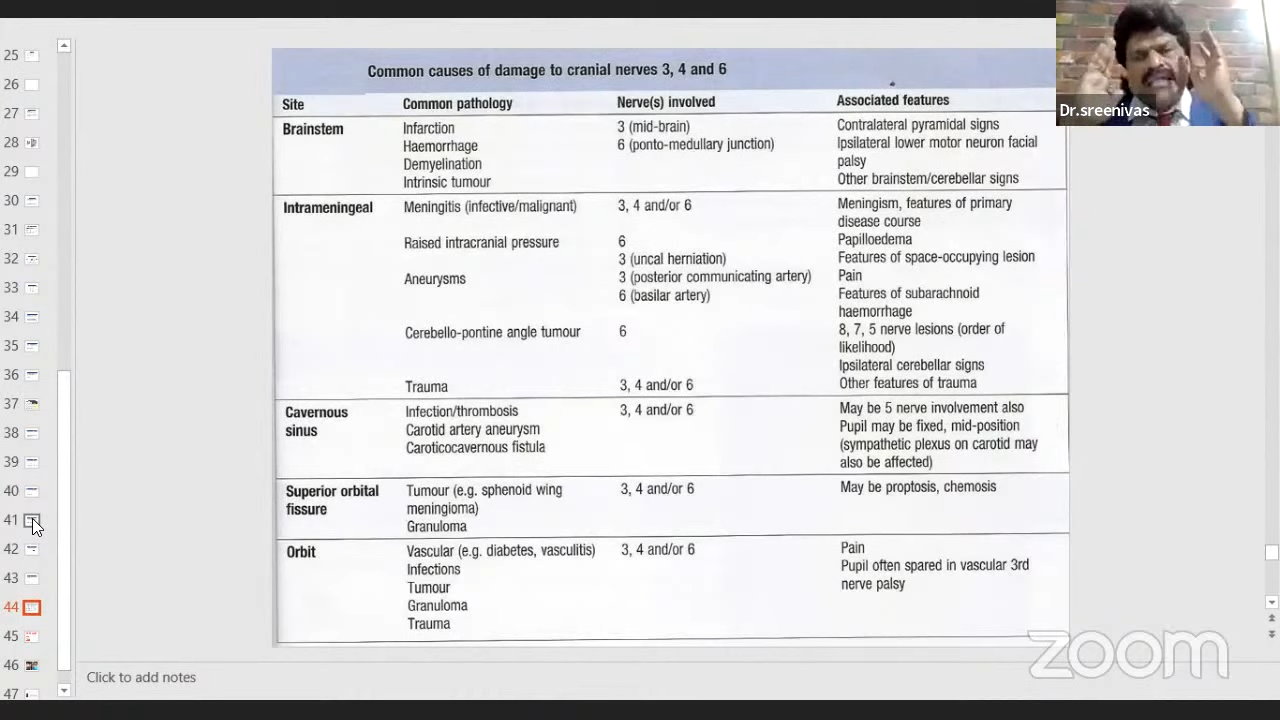 25
26
27
28
29
30
31
32
33
34
35
36
37
38
39
40
41
42
43
44
45
46
47
Common causes of damage to cranial nerves 3, 4 and 6
Site Common pathology Nerve(s) involved Associated features
Brainstem Infarction 3 (mid-brain) Contralateral pyramidal signs
Haemorrhage 6 (ponto-medullary junction) Ipsilateral lower motor neuron facial
Demyelination palsy
Intrinsic tumour Other brainstem/cerebellar signs
Intrameningeal Meningitis (infective/malignant) 3, 4 and/or 6 Meningism, features of primary
disease course
Raised intracranial pressure 6 Papilloedema
3 (uncal herniation) Features of space-occupying lesion
Aneurysms 3 (posterior communicating artery) Pain
6 (basilar artery) Features of subarachnoid
haemorrhage
Cerebello-pontine angle tumour 6 8, 7, 5 nerve lesions (order of
likelihood)
Ipsilateral cerebellar signs
Trauma 3, 4 and/or 6 Other features of trauma
Cavernous Infection/thrombosis 3, 4 and/or 6 May be 5 nerve involvement also
sinus Carotid artery aneurysm Pupil may be fixed, mid-position
Caroticocavernous fistula (sympathetic plexus on carotid may
also be affected)
Superior orbital Tumour (e.g. sphenoid wing 3, 4 and/or 6 May be proptosis, chemosis
fissure meningioma)
Granuloma
Orbit Vascular (e.g. diabetes, vasculitis) 3, 4 and/or 6 Pain
Infections Pupil often spared in vascular 3rd
Tumour nerve palsy
Granuloma
Trauma
Click to add notes
Dr.sreenivas
zoom